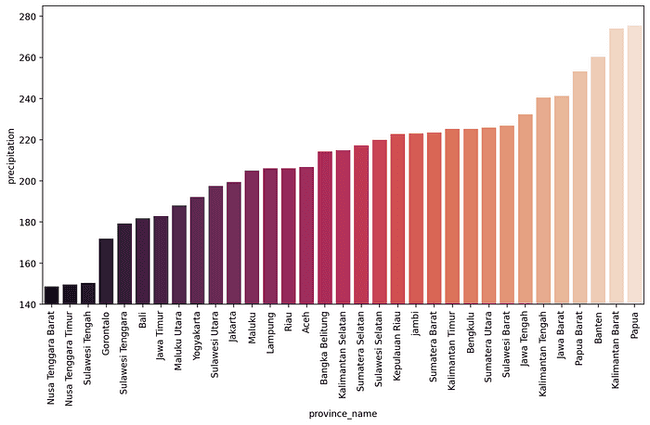 280
260
240
220
200
180
160
140
precipitation
Nusa Tenggara Barat
Nusa Tenggara Timur
Sulawesi Tengah
Gorontalo
Sulawesi Tenggara
Bali
Jawa Timur
Maluku Utara
Yogyakarta
Sulawesi Utara
Jakarta
Maluku
Lampung
Riau
Aceh
Bangka Belitung
Kalimantan Selatan
Sumatera Selatan
Sulawesi Selatan
Kepulauan Riau
jambi
Sumatera Barat
Kalimantan Timur
Bengkulu
Sumatera Utara
Sulawesi Barat
Jawa Tengah
Kalimantan Tengah
Jawa Barat
Papua Barat
Banten
Kalimantan Barat
Papua
province_name